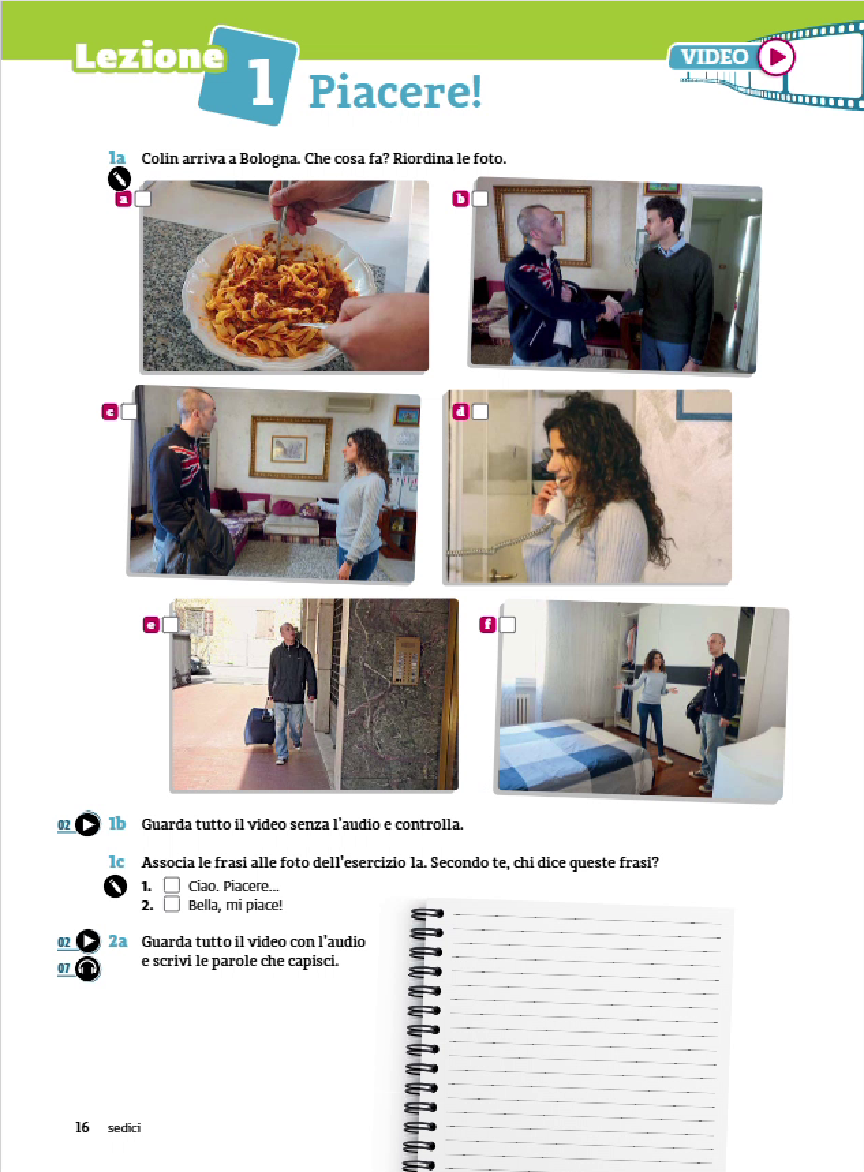 Lezione
1
Piacere!
VIDEO
1a Colin arriva a Bologna. Che cosa fa? Riordina le foto.
a
b
c
d
e
f
02 1b Guarda tutto il video senza l'audio e controlla.
1c Associa le frasi alle foto dell'esercizio 1a. Secondo te, chi dice queste frasi?
1. Ciao. Piacere...
2. Bella, mi piace!
02 2a Guarda tutto il video con l'audio
07 e scrivi le parole che capisci.
16 sedici